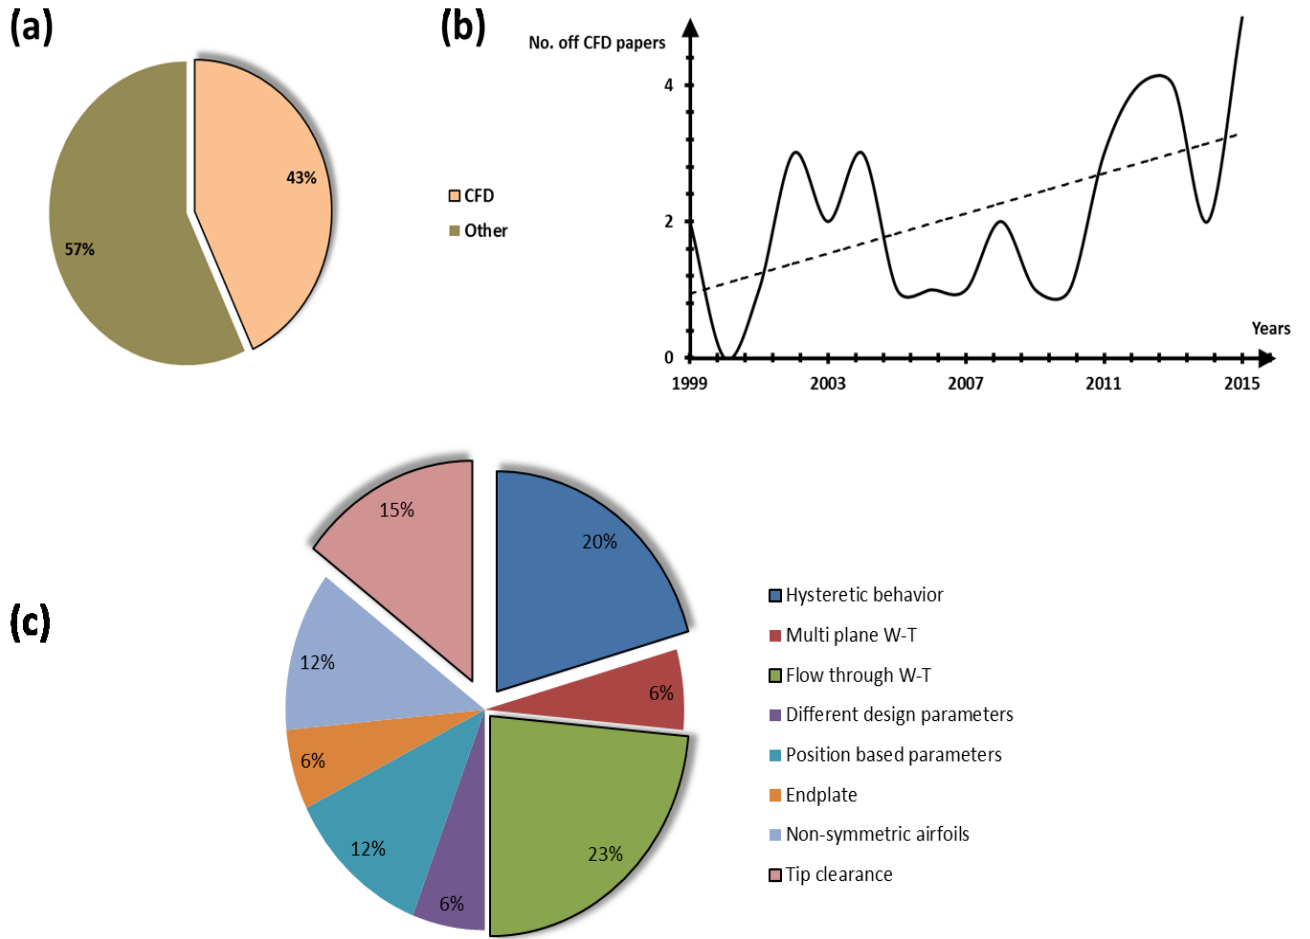 (a)
43%
57%
CFD
Other
(b)
No. off CFD papers
4
2
0
Years
1999 2003 2007 2011 2015
(c)
15%
20%
12%
6%
6%
12%
23%
6%
Hysteretic behavior
Multi plane W-T
Flow through W-T
Different design parameters
Position based parameters
Endplate
Non-symmetric airfoils
Tip clearance